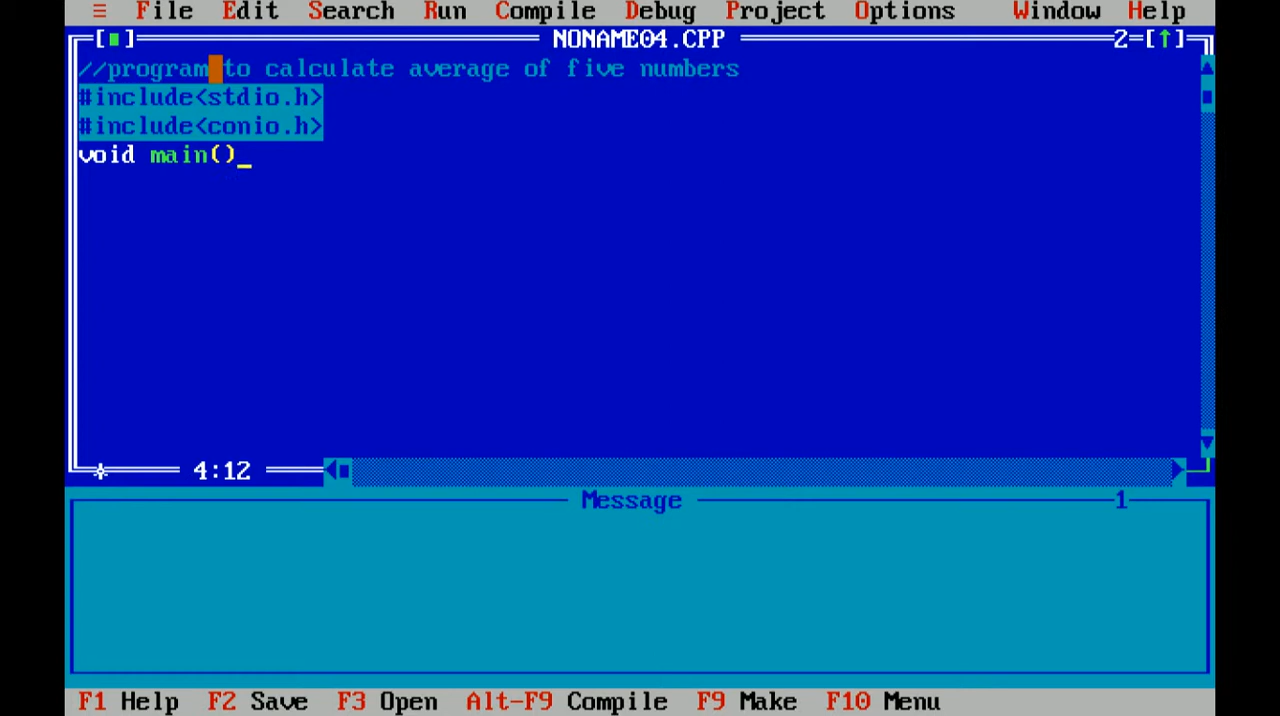 ≡ File Edit Search Run Compile Debug Project Options Window Help
[■] NONAME04.CPP 2=[↑]
//program to calculate average of five numbers
#include<stdio.h>
#include<conio.h>
void main()_
* 4:12
Message 1
F1 Help F2 Save F3 Open Alt-F9 Compile F9 Make F10 Menu